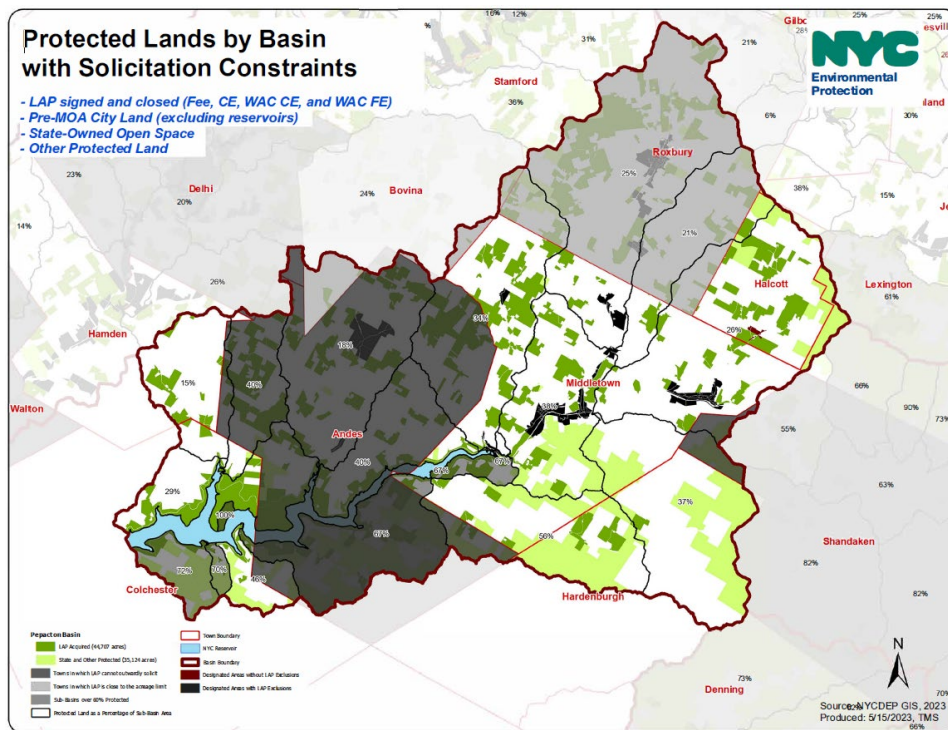 Protected Lands by Basin
with Solicitation Constraints
- LAP signed and closed (Fee, CE, WAC CE, and WAC FE)
- Pre-MOA City Land (excluding reservoirs)
- State-Owned Open Space
- Other Protected Land
NYC
Environmental
Protection
16%
12%
31%
21%
28%
25%
25%
Stamford
36%
6%
30%
Roxbury
25%
23%
Delhi
20%
24%
Bovina
38%
15%
14%
21%
26%
Halcott
Lexington
61%
Hamden
18%
31%
26%
15%
40%
Middletown
66%
Walton
38%
90%
73%
Andes
55%
40%
67%
67%
63%
29%
37%
100%
67%
56%
Shandaken
72%
70%
46%
82%
Colchester
Hardenburgh
82%
Pepacton Basin
LAP Acquired (44,787 acres)
State and Other Protected (35,124 acres)
Towns in which LAP cannot outwardly solicit
Towns in which LAP is close to the acreage limit
Sub-Basins over 60% Protected
Protected Land as a Percentage of Sub-Basin Area
Town Boundary
NYC Reservoir
Basin Boundary
Designated Areas without LAP Exclusions
Designated Areas with LAP Exclusions
N
73%
Denning
70%
Source: NYCDEP GIS, 2023
Produced: 5/15/2023, TMS
66%